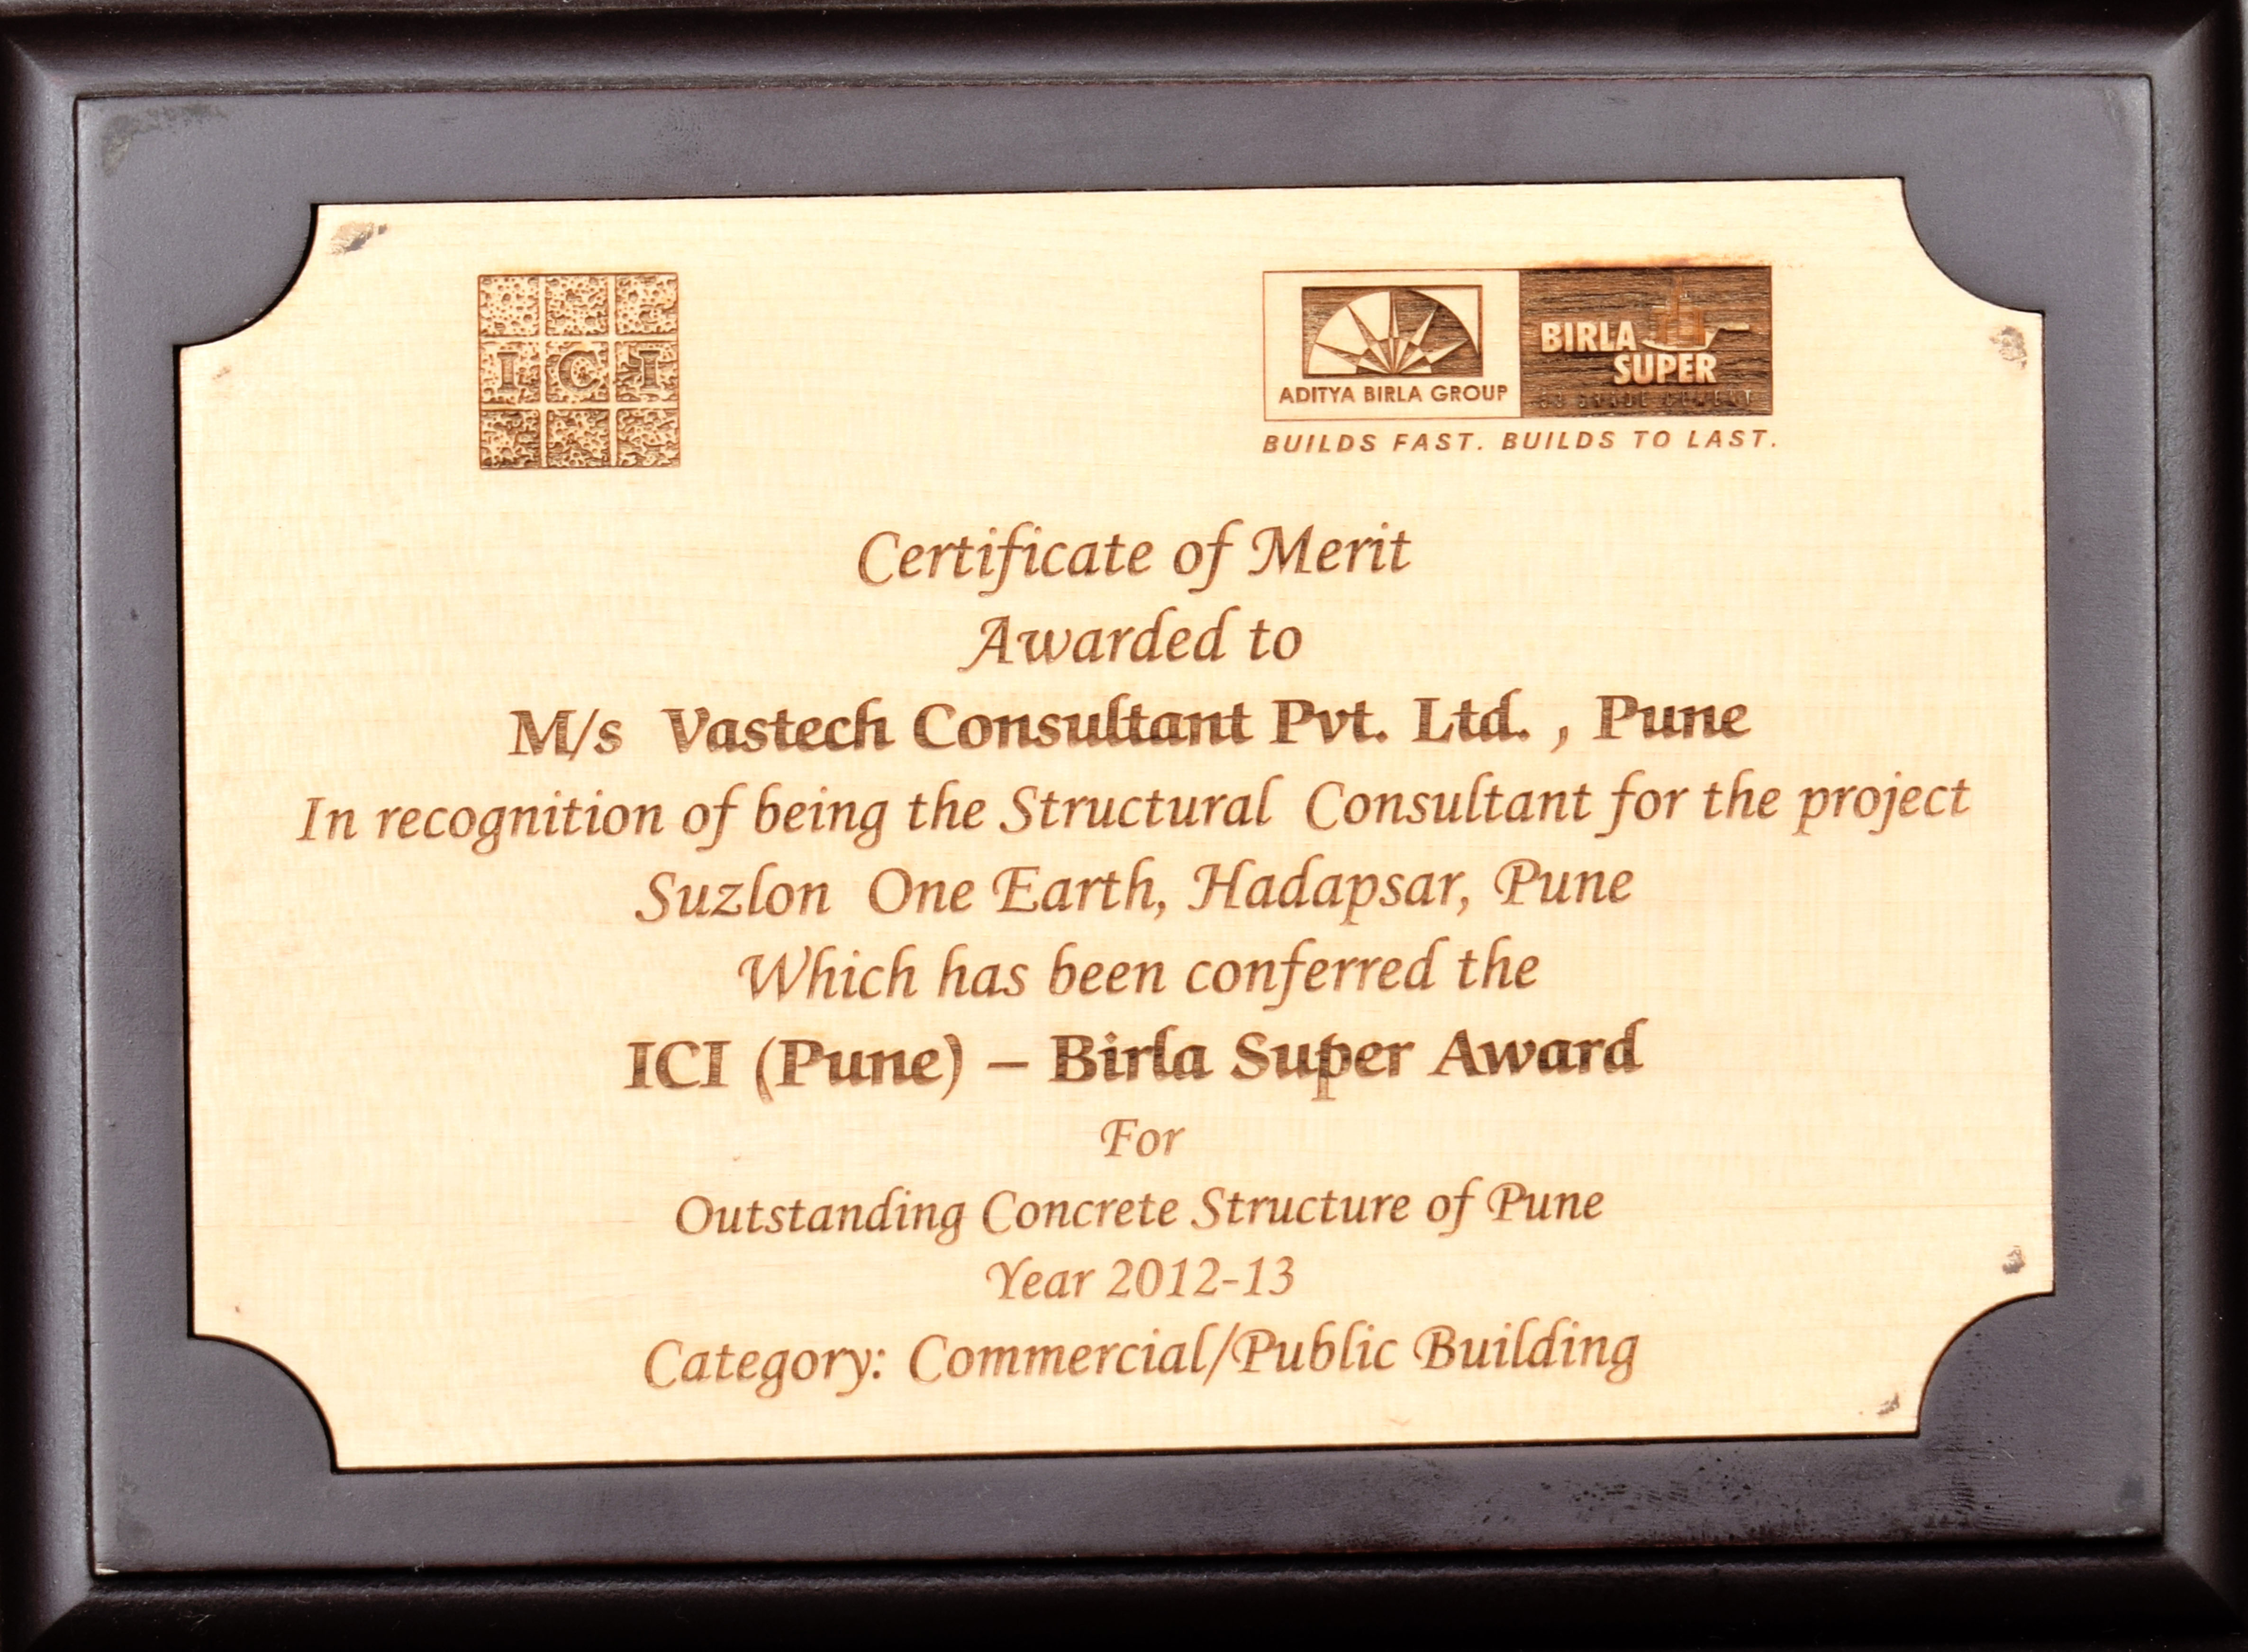 ICI
ADITYA BIRLA GROUP
BIRLA
SUPER
BUILDS FAST. BUILDS TO LAST.
Certificate of Merit
Awarded to
M/s Vastech Consultant Pvt. Ltd. , Pune
In recognition of being the Structural Consultant for the project
Suzlon One Earth, Hadapsar, Pune
Which has been conferred the
ICI (Pune) – Birla Super Award
For
Outstanding Concrete Structure of Pune
Year 2012-13
Category: Commercial/Public Building